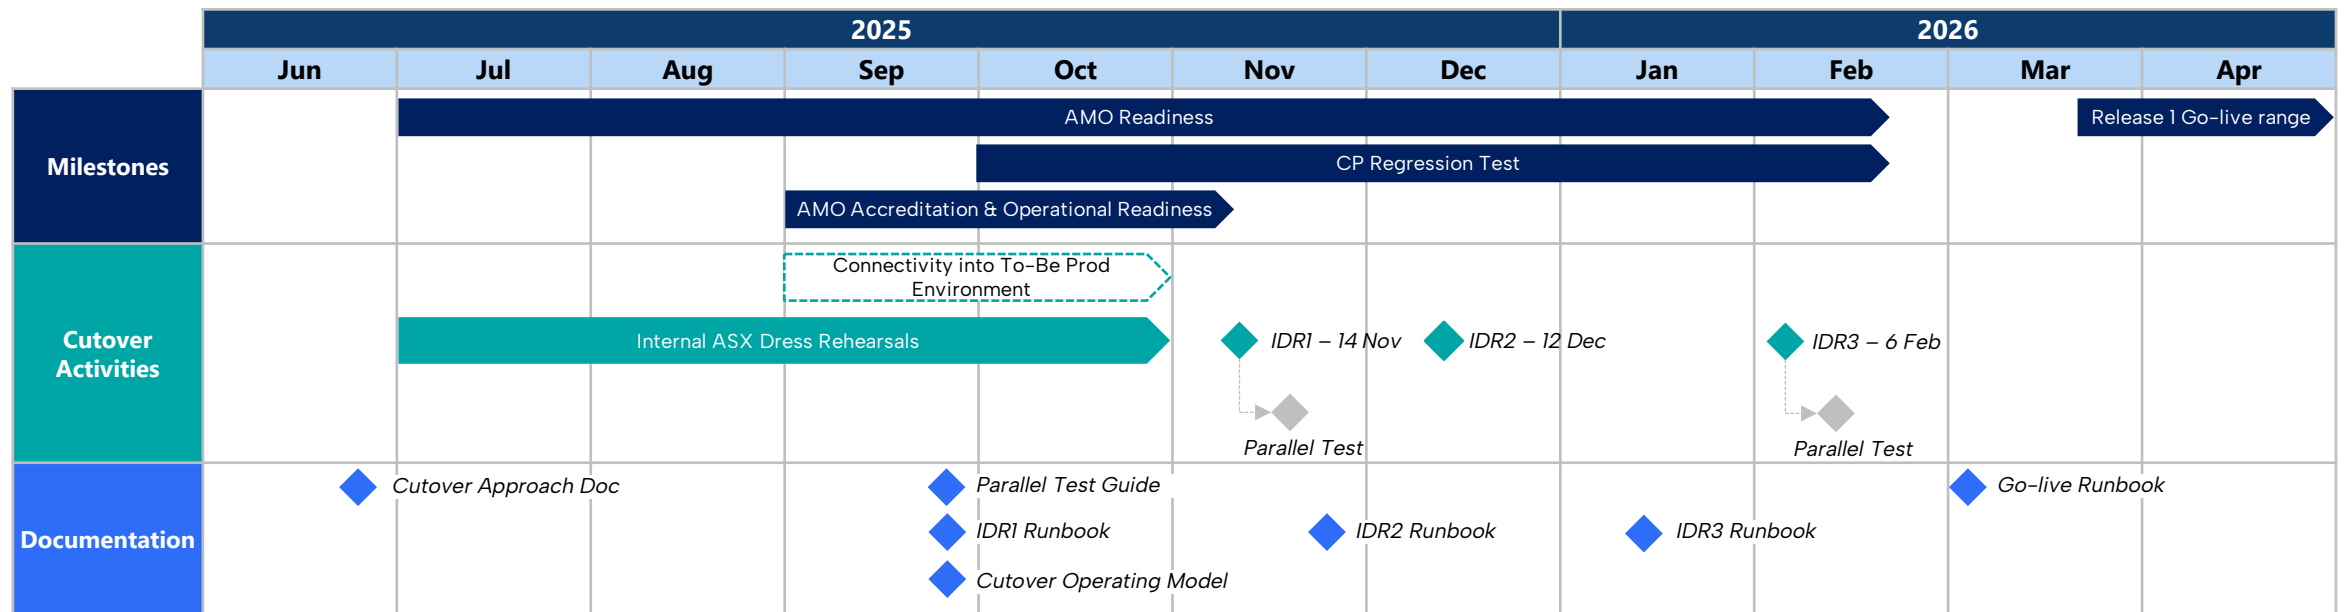 2025
2026
Jun
Jul
Aug
Sep
Oct
Nov
Dec
Jan
Feb
Mar
Apr
Milestones
AMO Readiness
Release 1 Go-live range
CP Regression Test
AMO Accreditation & Operational Readiness
Cutover
Activities
Connectivity into To-Be Prod
Environment
Internal ASX Dress Rehearsals
IDR1 – 14 Nov
IDR2 – 12 Dec
IDR3 – 6 Feb
Parallel Test
Parallel Test
Documentation
Cutover Approach Doc
Parallel Test Guide
Go-live Runbook
IDR1 Runbook
IDR2 Runbook
IDR3 Runbook
Cutover Operating Model